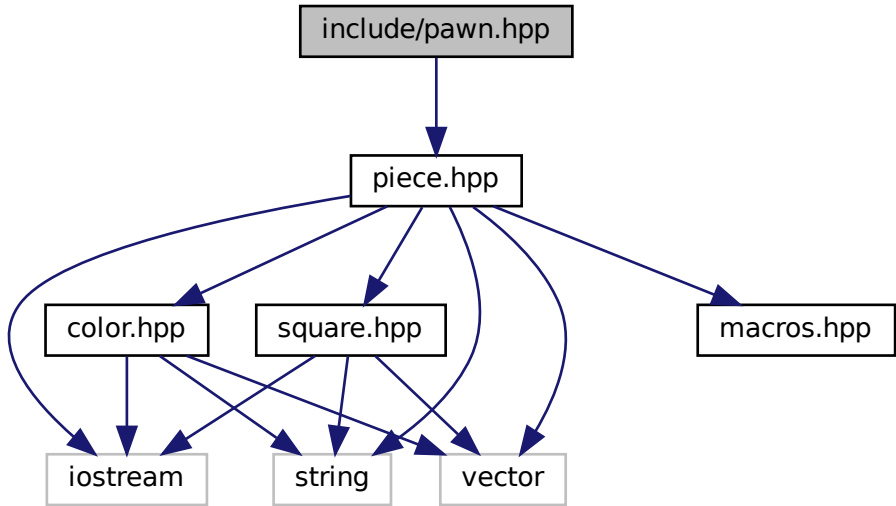 include/pawn.hpp
piece.hpp
color.hpp
square.hpp
macros.hpp
iostream
string
vector